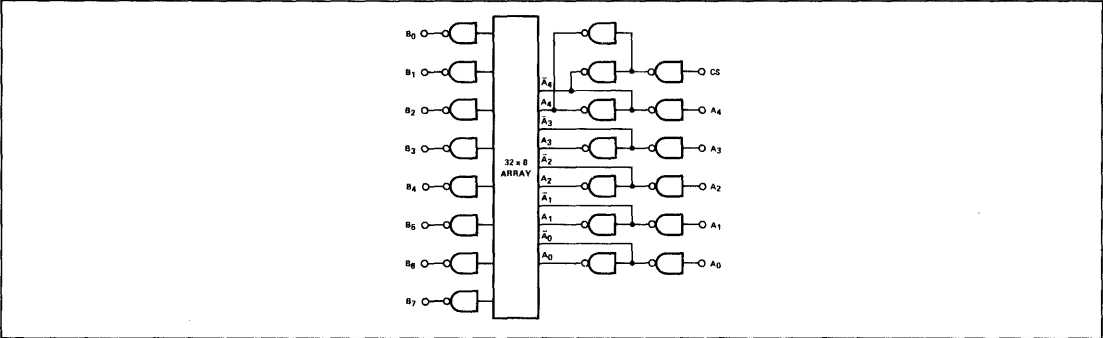 B0
B1
B2
B3
B4
B5
B6
B7
32 x 8
ARRAY
Ā4
A4
Ā3
A3
Ā2
A2
Ā1
A1
Ā0
A0
CS
A4
A3
A2
A1
A0